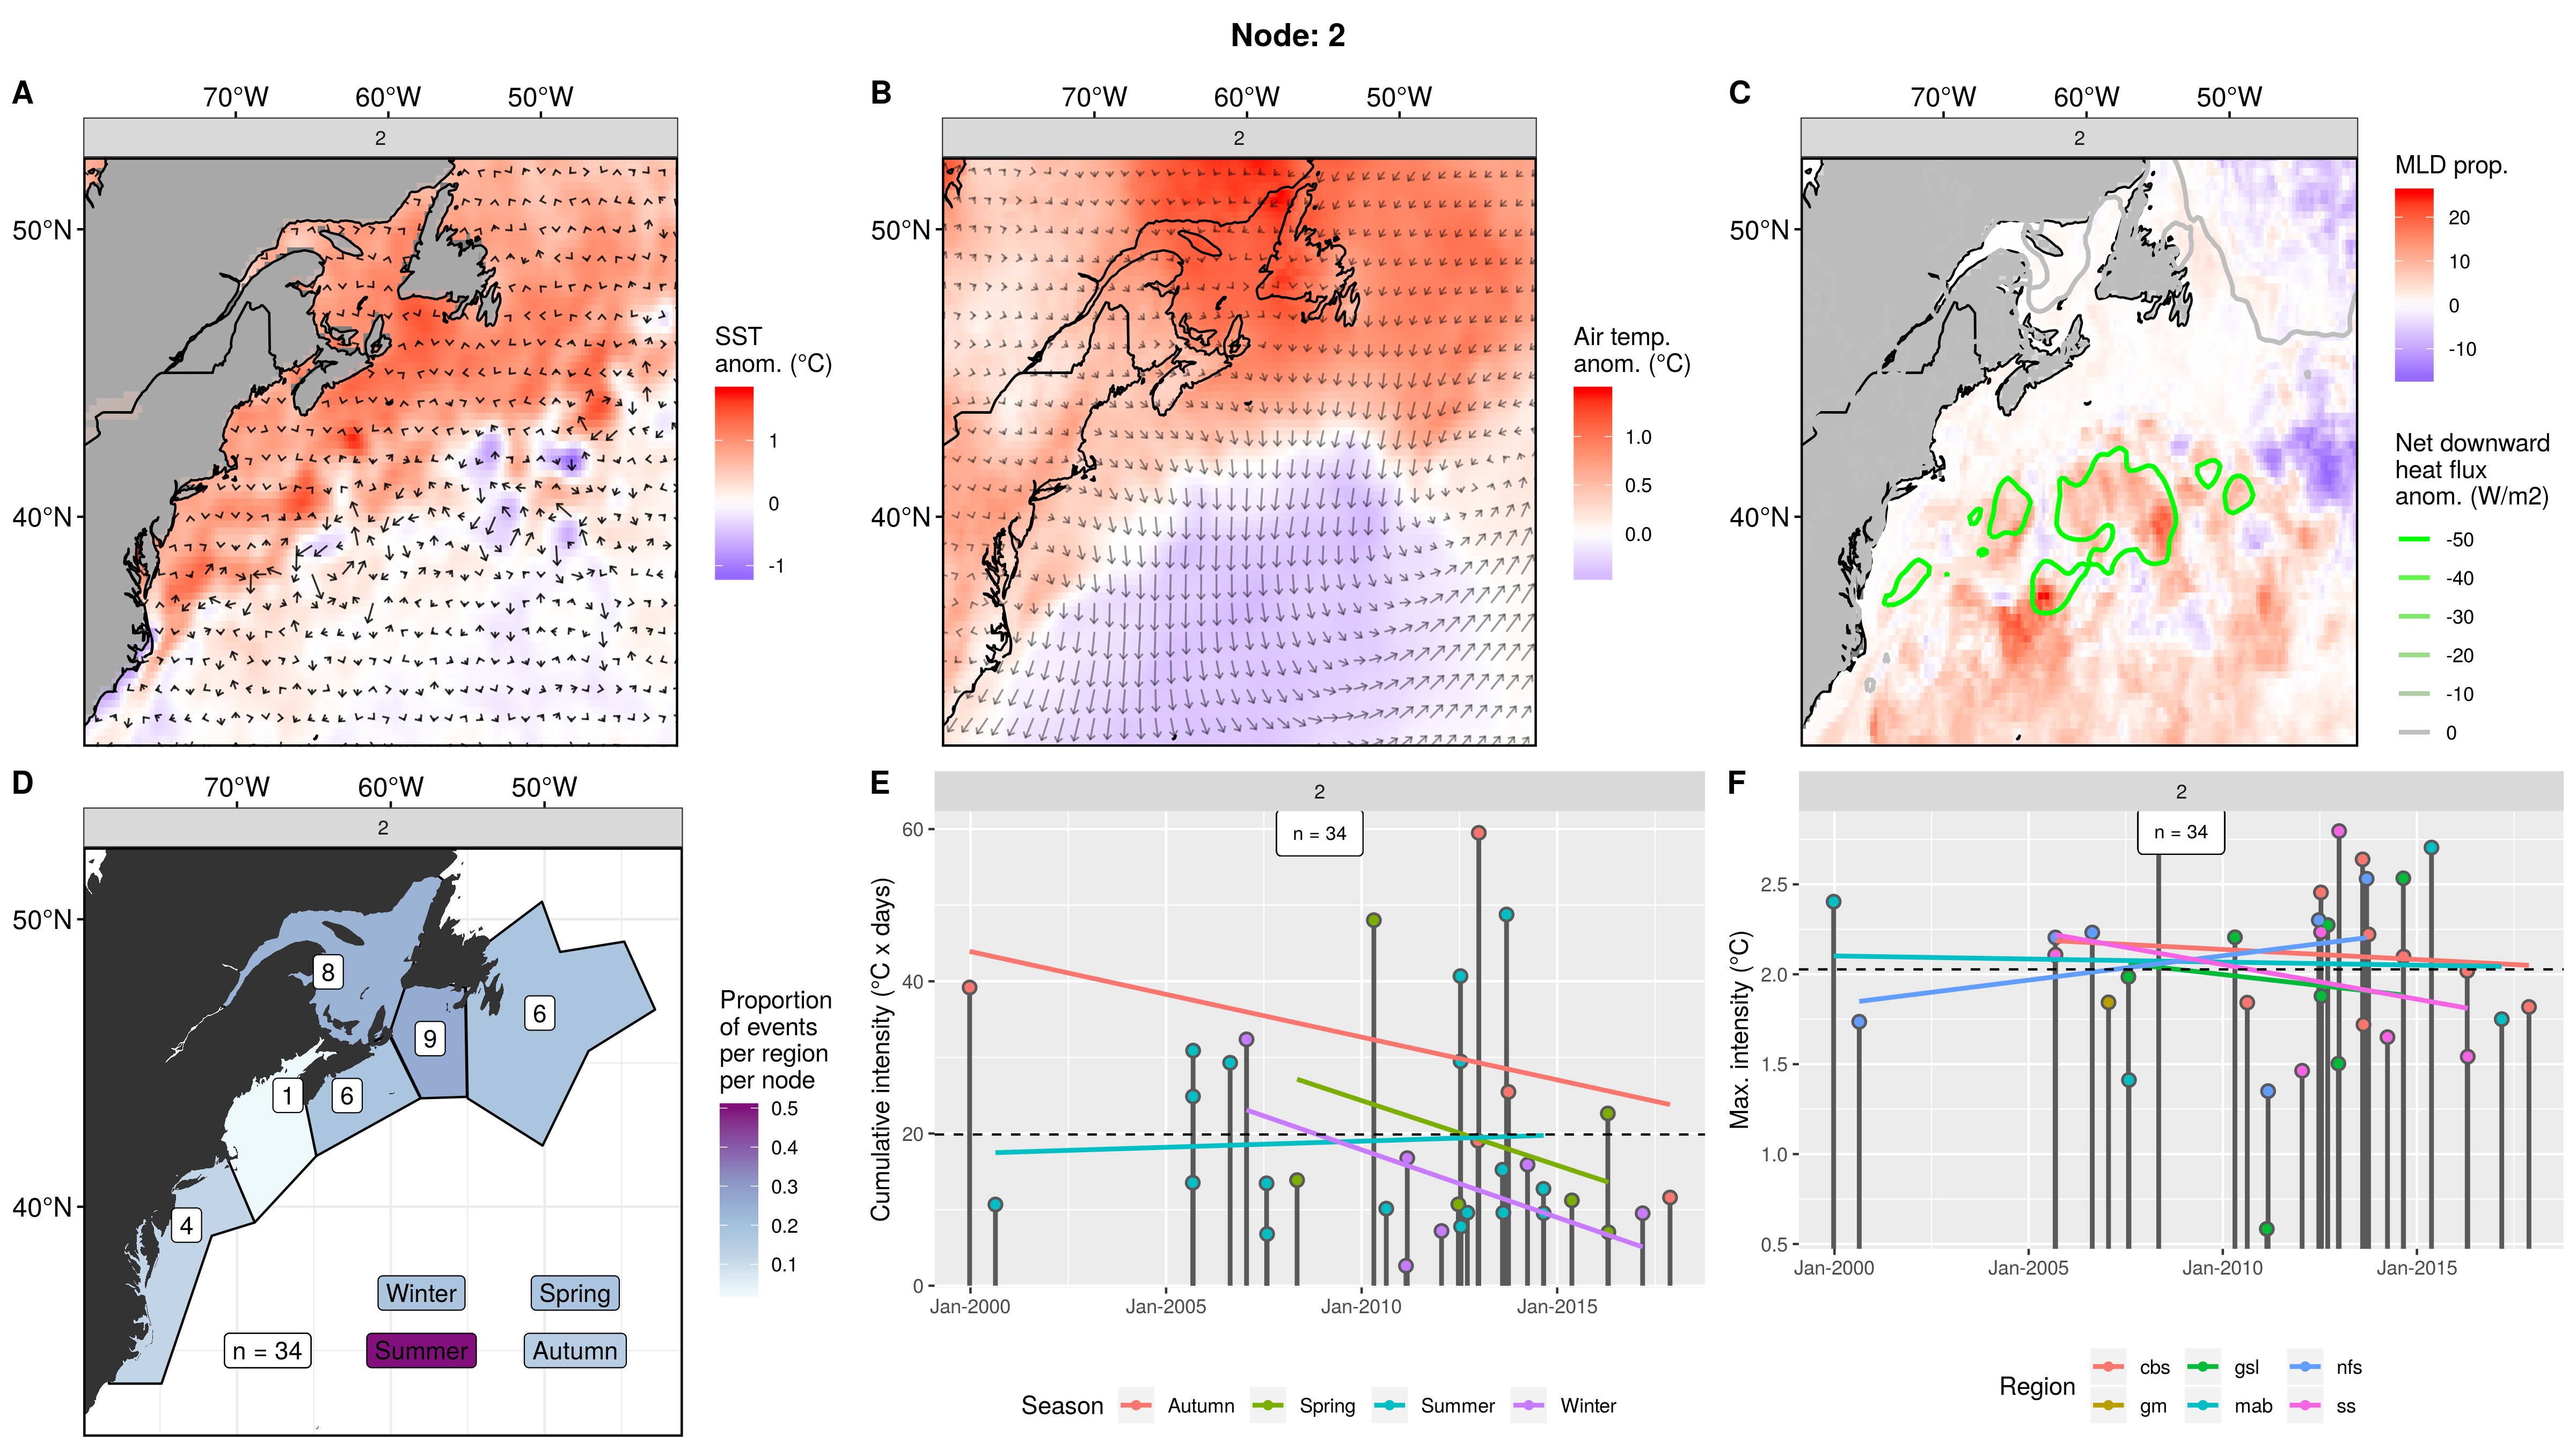 Node: 2
A
70°W 60°W 50°W
2
50°N
40°N
SST
anom. (°C)
1
0
-1
B
70°W 60°W 50°W
2
50°N
40°N
Air temp.
anom. (°C)
1.0
0.5
0.0
C
70°W 60°W 50°W
2
50°N
40°N
MLD prop.
20
10
0
-10
Net downward
heat flux
anom. (W/m2)
-50
-40
-30
-20
-10
0
D
70°W 60°W 50°W
2
50°N
40°N
8
9
6
1
6
4
Winter Spring
n = 34 Summer Autumn
Proportion
of events
per region
per node
0.5
0.4
0.3
0.2
0.1
E
2
n = 34
Cumulative intensity (°C x days)
60
40
20
0
Jan-2000 Jan-2005 Jan-2010 Jan-2015
Season Autumn Spring Summer Winter
F
2
n = 34
Max. intensity (°C)
2.5
2.0
1.5
1.0
0.5
Jan-2000 Jan-2005 Jan-2010 Jan-2015
Region
cbs gsl nfs
gm mab ss